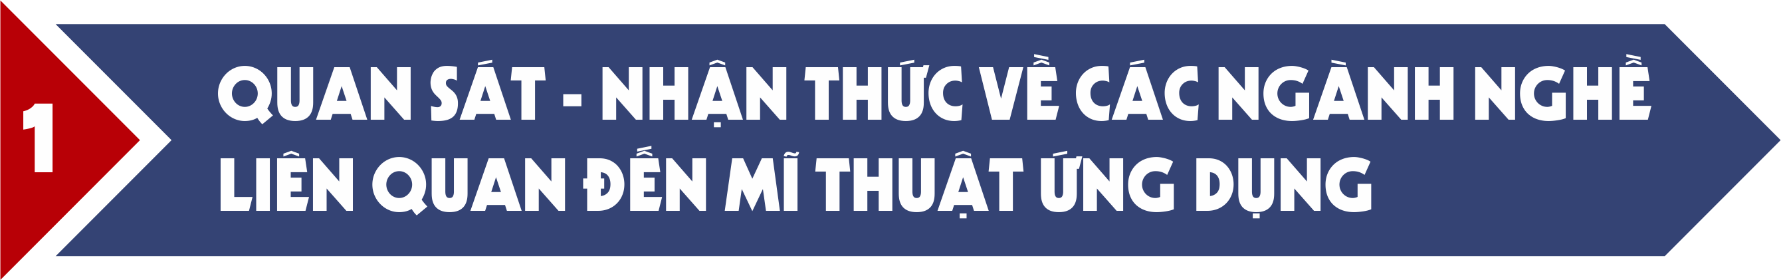 1
QUAN SÁT - NHẬN THỨC VỀ CÁC NGÀNH NGHỀ
LIÊN QUAN ĐẾN MĨ THUẬT ỨNG DỤNG